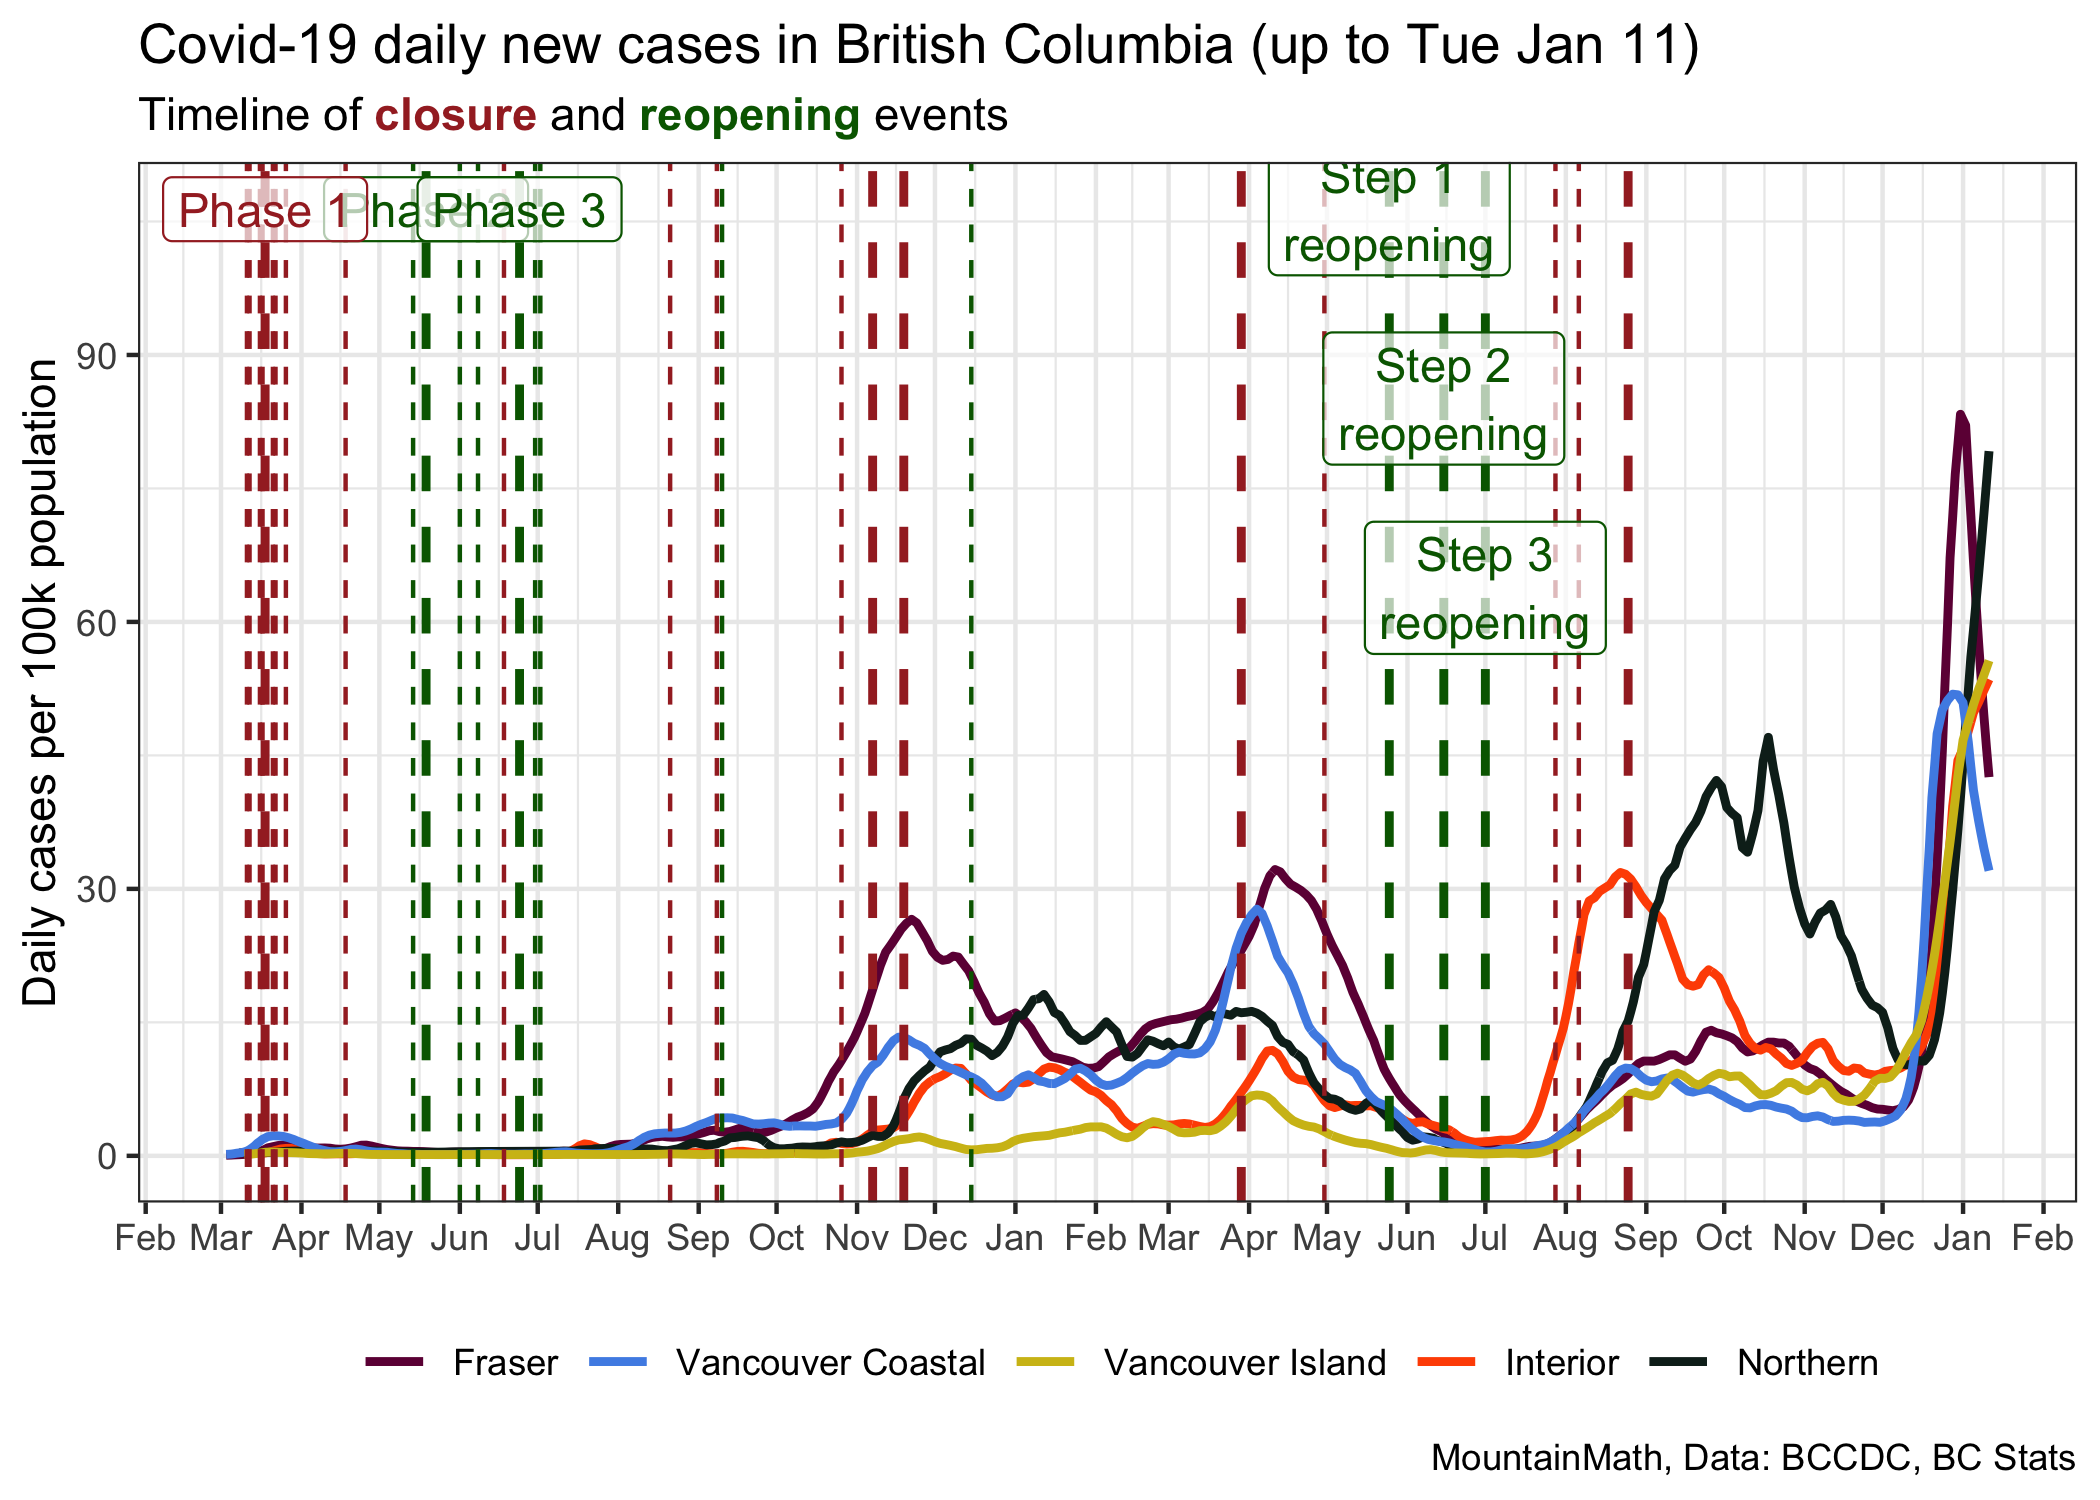 Covid-19 daily new cases in British Columbia (up to Tue Jan 11)
Timeline of closure and reopening events
Phase 1
Phase 3
Step 1
reopening
Step 2
reopening
Step 3
reopening
Daily cases per 100k population
90
60
30
0
Feb Mar Apr May Jun Jul Aug Sep Oct Nov Dec Jan Feb Mar Apr May Jun Jul Aug Sep Oct Nov Dec Jan Feb
Fraser Vancouver Coastal Vancouver Island Interior Northern
MountainMath, Data: BCCDC, BC Stats